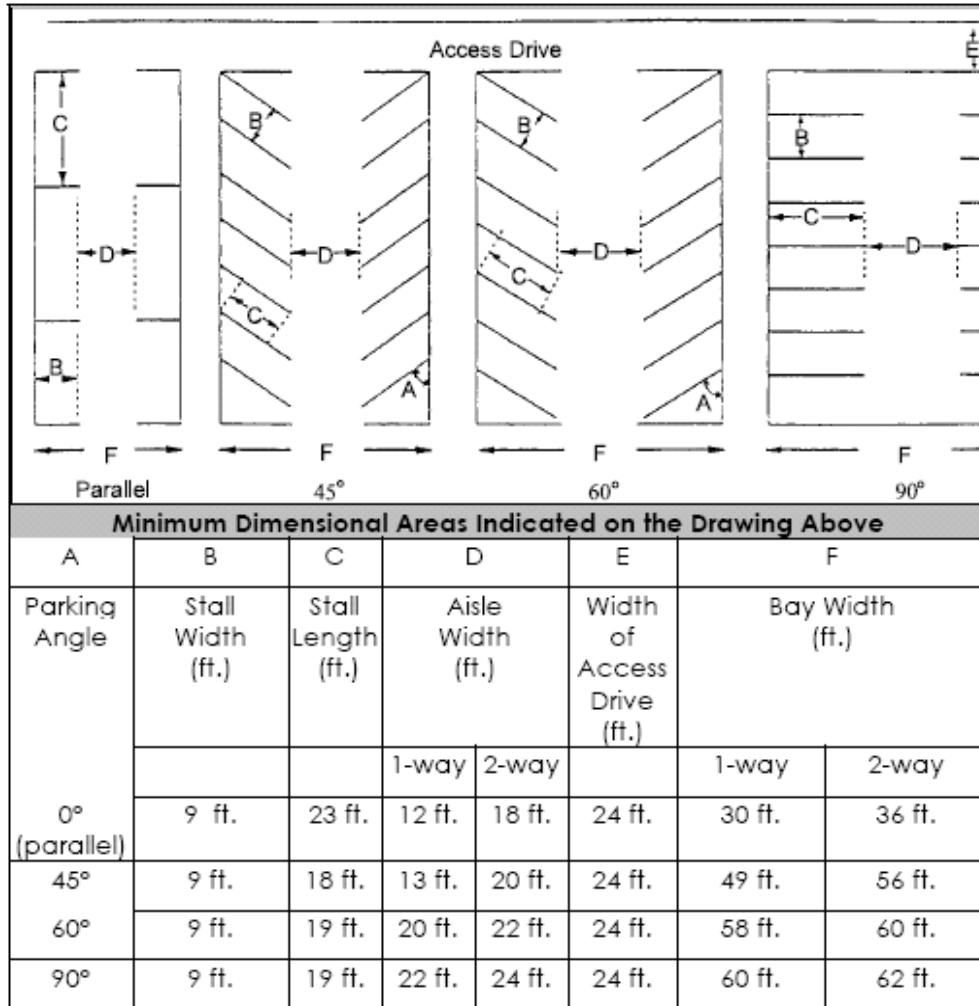 Access Drive
E
C
B
B
B
D
D
D
C
D
C
C
B
A
A
F
F
F
F
Parallel
45°
60°
90°
Minimum Dimensional Areas Indicated on the Drawing Above
A B C D E F
Parking Stall Stall Aisle Width Bay Width
Angle Width Length Width of (ft.)
(ft.) (ft.) (ft.) Access
Drive
(ft.)
1-way 2-way 1-way 2-way
0° 9 ft. 23 ft. 12 ft. 18 ft. 24 ft. 30 ft. 36 ft.
(parallel)
45° 9 ft. 18 ft. 13 ft. 20 ft. 24 ft. 49 ft. 56 ft.
60° 9 ft. 19 ft. 20 ft. 22 ft. 24 ft. 58 ft. 60 ft.
90° 9 ft. 19 ft. 22 ft. 24 ft. 24 ft. 60 ft. 62 ft.